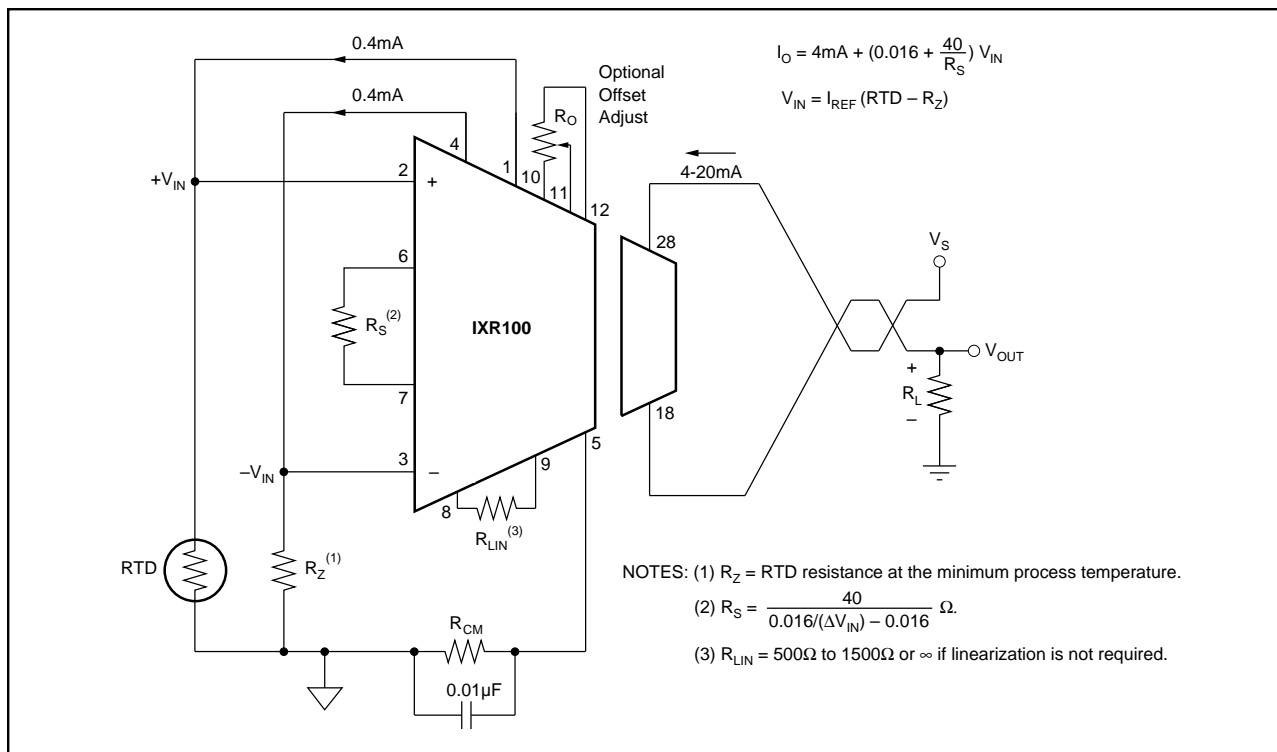 0.4mA
I_O = 4mA + (0.016 + 40/R_S) V_IN
V_IN = I_REF (RTD – R_Z)
0.4mA
Optional
Offset
Adjust
R_O
4
1
10
11
12
2
+
+V_IN
4-20mA
28
V_S
6
R_S^(2)
IXR100
7
V_OUT
+
R_L
–
18
5
3
–
–V_IN
9
8
R_LIN^(3)
RTD
R_Z^(1)
R_CM
0.01µF
NOTES: (1) R_Z = RTD resistance at the minimum process temperature.
(2) R_S = 40 / 0.016/(ΔV_IN) – 0.016 Ω.
(3) R_LIN = 500Ω to 1500Ω or ∞ if linearization is not required.